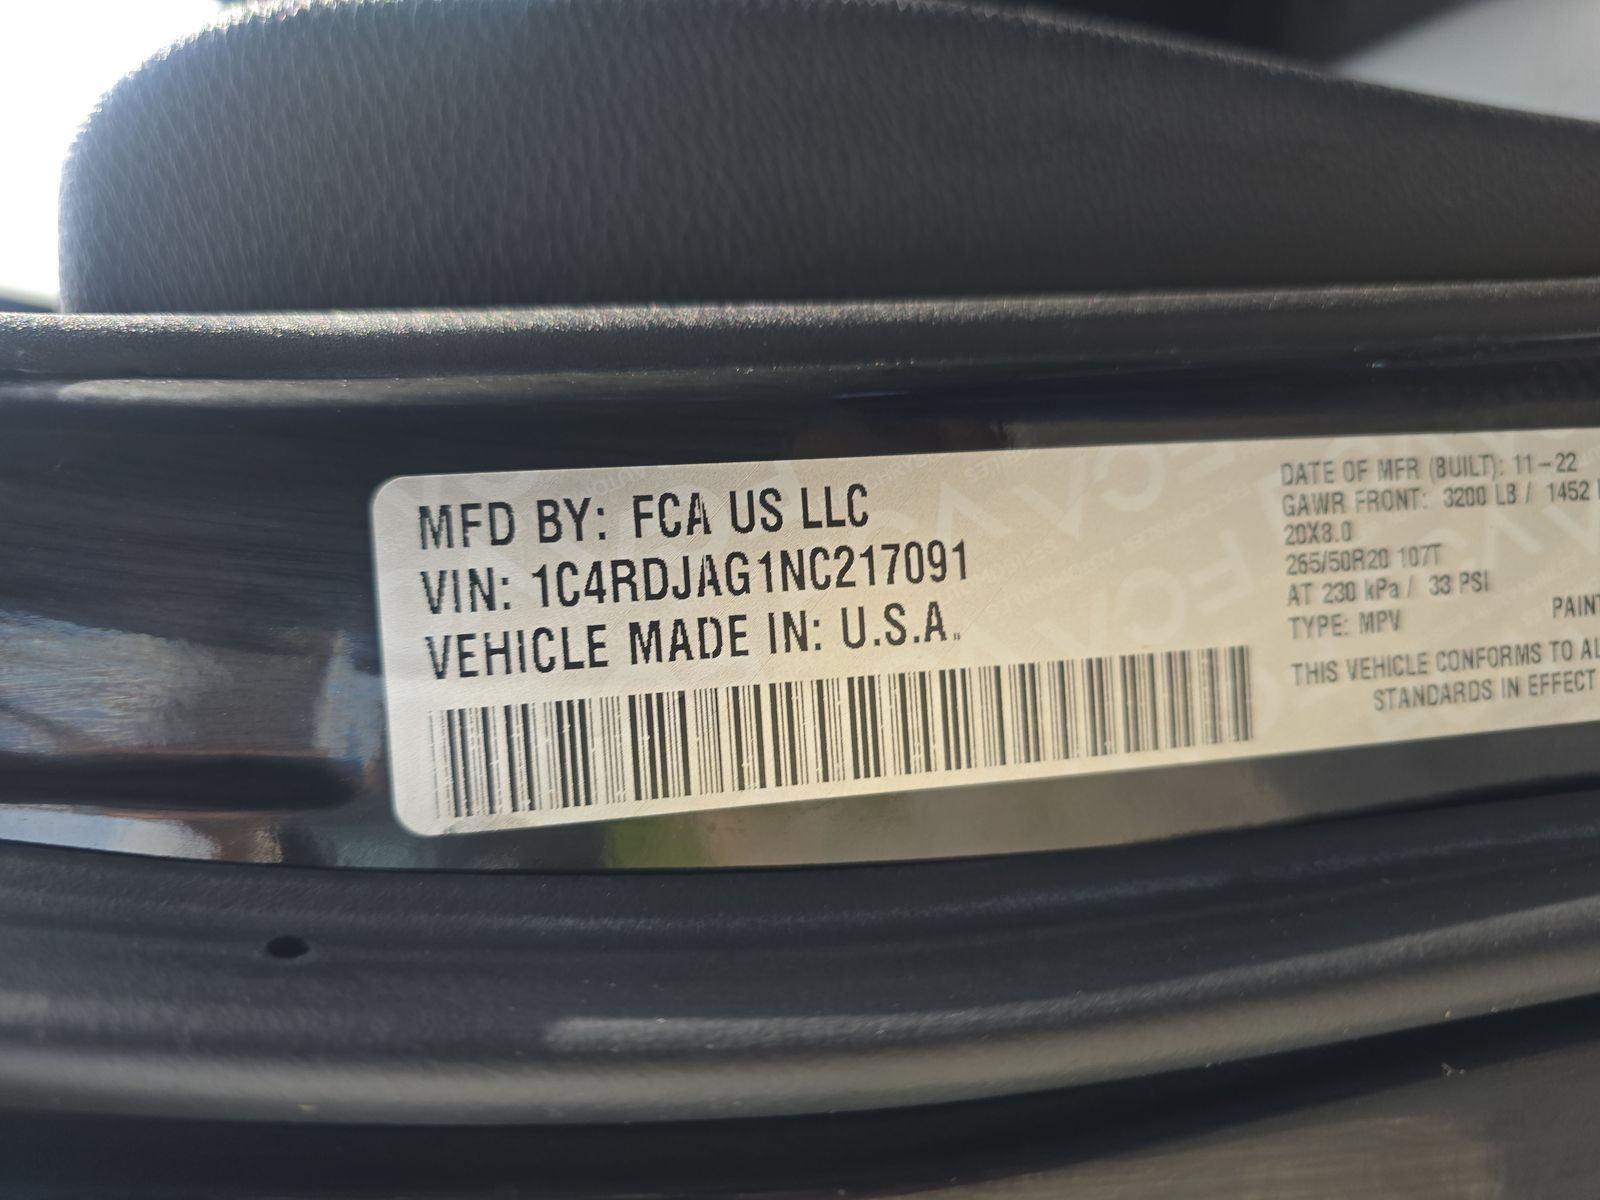 MFD BY: FCA US LLC
VIN: 1C4RDJAG1NC217091
VEHICLE MADE IN: U.S.A.
DATE OF MFR (BUILT): 11-22
GAWR FRONT: 3200 LB / 1452
20X8.0
265/50R20 107T
AT 230 kPa / 33 PSI
TYPE: MPV
PAINT
THIS VEHICLE CONFORMS TO
STANDARDS IN EFFECT